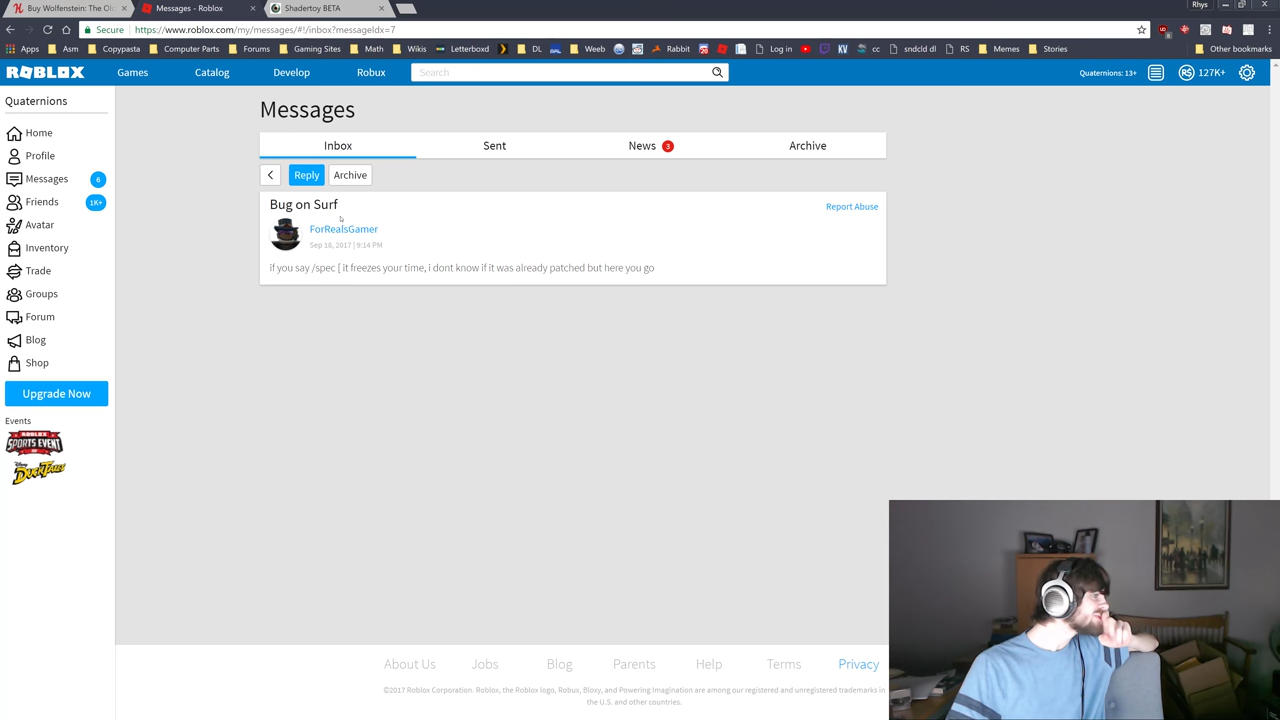 Buy Wolfenstein: The Old
Messages - Roblox
Shadertoy BETA
Rhys
Secure
https://www.roblox.com/my/messages/#!/inbox?messageIdx=7
Apps
Asm
Copypasta
Computer Parts
Forums
Gaming Sites
Math
Wikis
Letterboxd
DL
Weeb
Rabbit
Log in
KV
cc
sndcld dl
RS
Memes
Stories
Other bookmarks
ROBLOX
Games
Catalog
Develop
Robux
Search
Quaternions: 13+
R$
127K+
Quaternions
Home
Profile
Messages 6
Friends 1K+
Avatar
Inventory
Trade
Groups
Forum
Blog
Shop
Upgrade Now
Events
ROBLOX
SPORTS EVENT
DUCKTALES
Messages
Inbox
Sent
News 3
Archive
Reply
Archive
Bug on Surf
Report Abuse
ForRealsGamer
Sep 18, 2017 | 9:14 PM
if you say /spec [ it freezes your time, i dont know if it was already patched but here you go
About Us
Jobs
Blog
Parents
Help
Terms
Privacy
©2017 Roblox Corporation. Roblox, the Roblox logo, Robux, Bloxy, and Powering Imagination are among our registered and unregistered trademarks in
the U.S. and other countries.